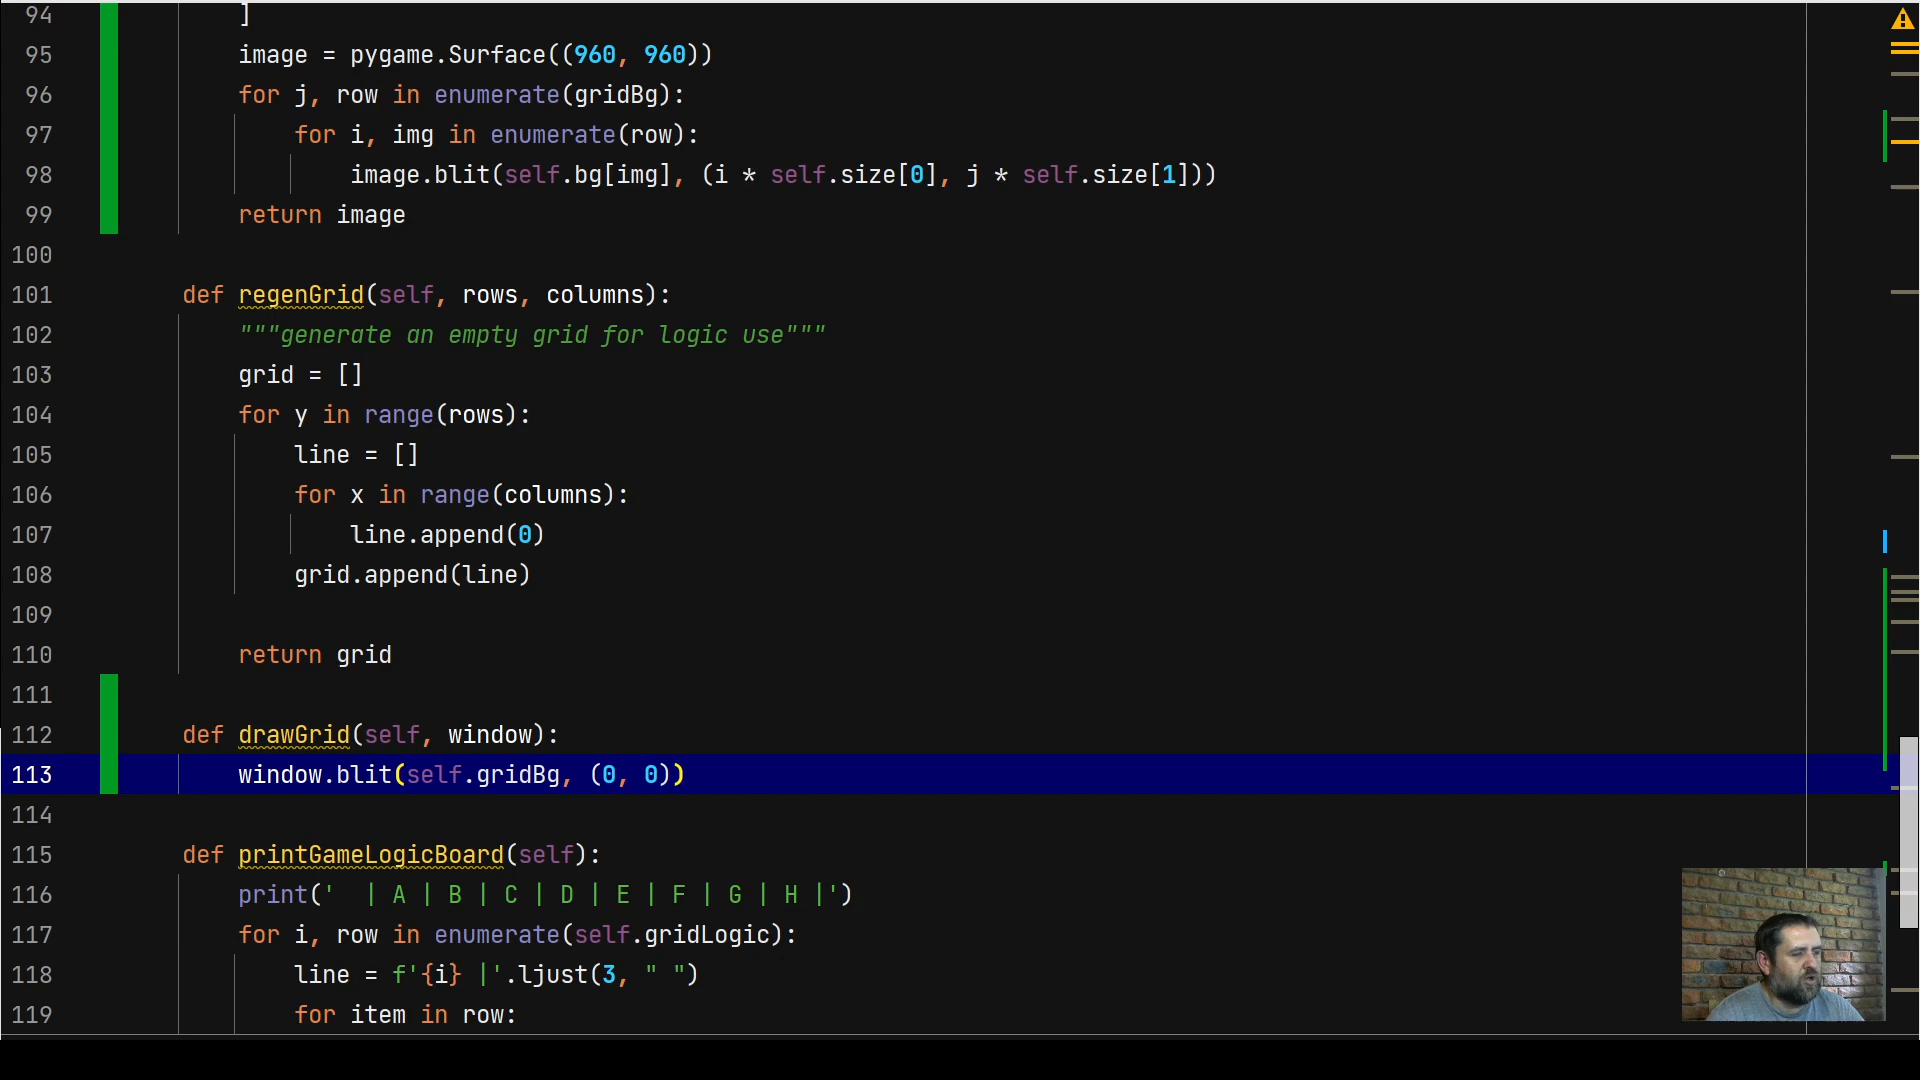 94 ]
95 image = pygame.Surface((960, 960))
96 for j, row in enumerate(gridBg):
97 for i, img in enumerate(row):
98 image.blit(self.bg[img], (i * self.size[0], j * self.size[1]))
99 return image
100
101 def regenGrid(self, rows, columns):
102 """generate an empty grid for logic use"""
103 grid = []
104 for y in range(rows):
105 line = []
106 for x in range(columns):
107 line.append(0)
108 grid.append(line)
109
110 return grid
111
112 def drawGrid(self, window):
113 window.blit(self.gridBg, (0, 0))
114
115 def printGameLogicBoard(self):
116 print('  | A | B | C | D | E | F | G | H |')
117 for i, row in enumerate(self.gridLogic):
118 line = f'{i} |'.ljust(3, " ")
119 for item in row: